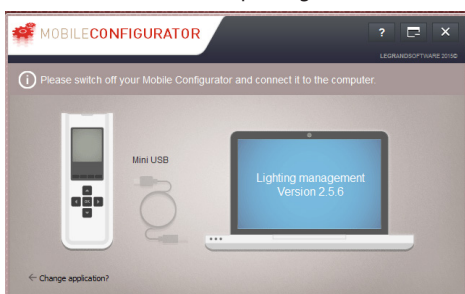 MOBILECONFIGURATOR
?
LEGRANDSOFTWARE 2015©
Please switch off your Mobile Configurator and connect it to the computer.
Mini USB
Lighting management
Version 2.5.6
OK
← Change application?